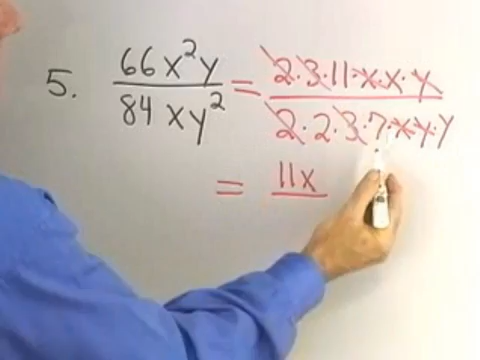 5. 66x²y / 84xy² = 2·3·11·x·x·y / 2·2·3·7·x·y·y
= 11x